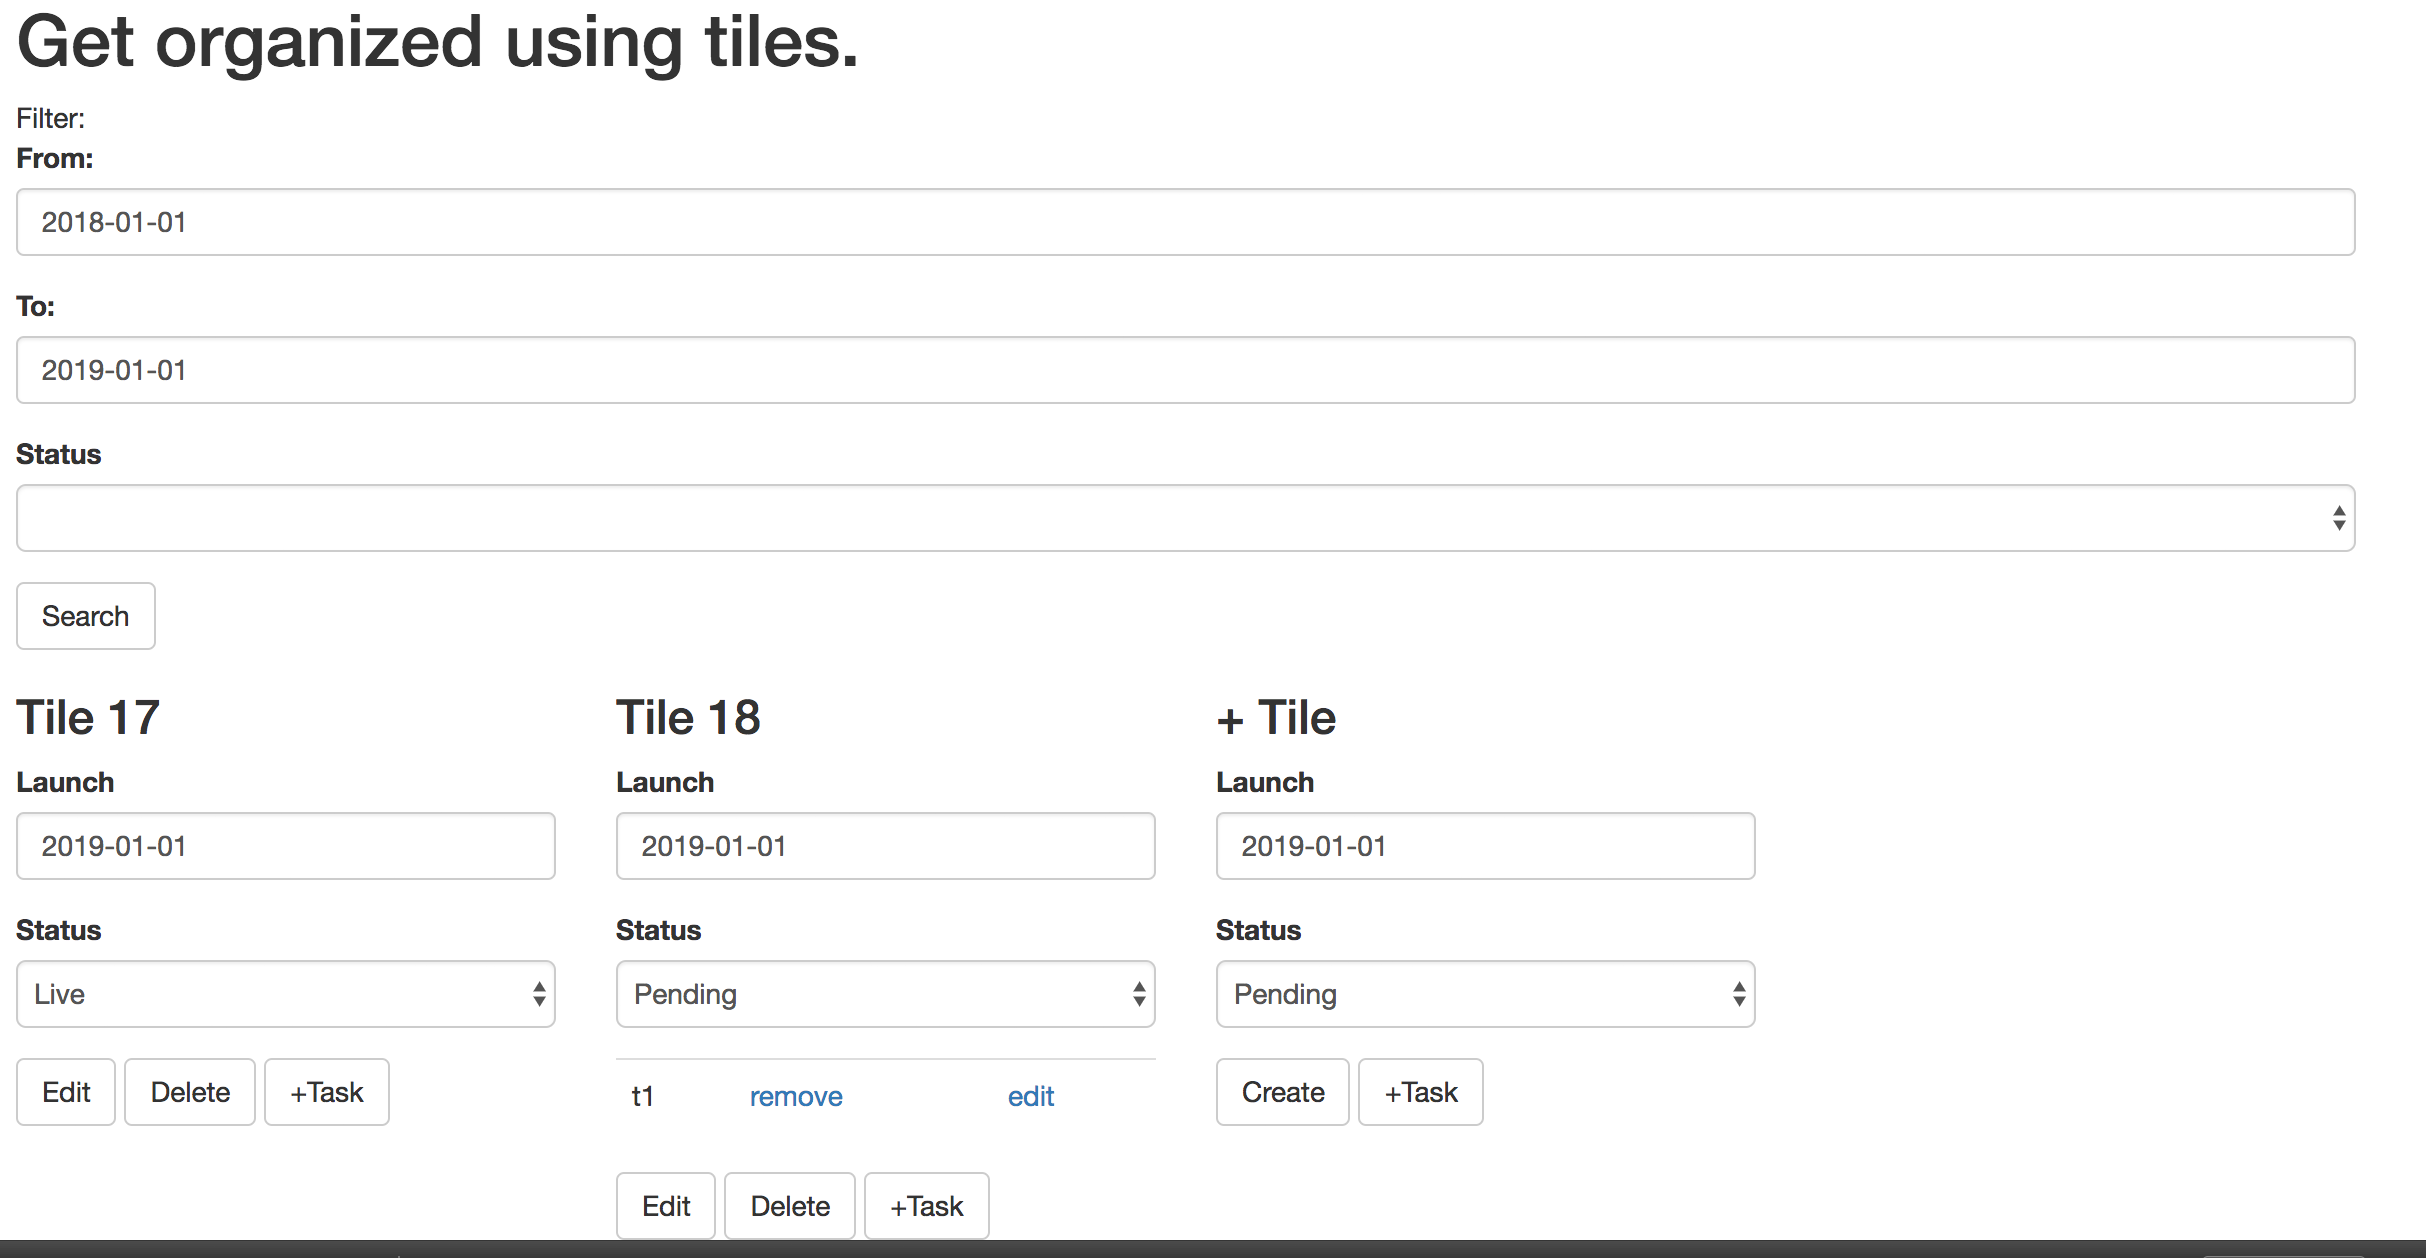 Get organized using tiles.
Filter:
From:
2018-01-01
To:
2019-01-01
Status
Search
Tile 17
Launch
2019-01-01
Status
Live
Edit Delete +Task
Tile 18
Launch
2019-01-01
Status
Pending
t1 remove edit
Edit Delete +Task
+ Tile
Launch
2019-01-01
Status
Pending
Create +Task